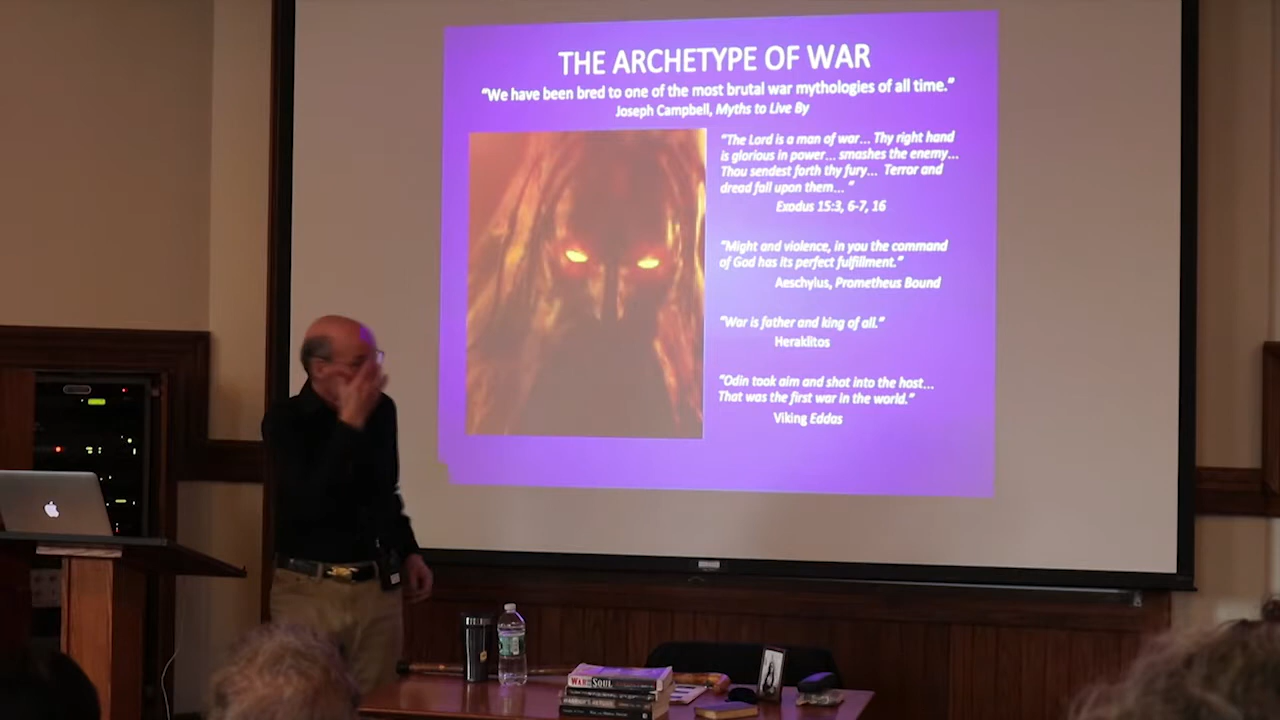 THE ARCHETYPE OF WAR
“We have been bred to one of the most brutal war mythologies of all time.”
Joseph Campbell, Myths to Live By
“The Lord is a man of war... Thy right hand
is glorious in power... smashes the enemy...
Thou sendest forth thy fury... Terror and
dread fall upon them... “
Exodus 15:3, 6-7, 16
“Might and violence, in you the command
of God has its perfect fulfillment.”
Aeschylus, Prometheus Bound
“War is father and king of all.”
Heraklitos
“Odin took aim and shot into the host...
That was the first war in the world.”
Viking Eddas
WAR SOUL